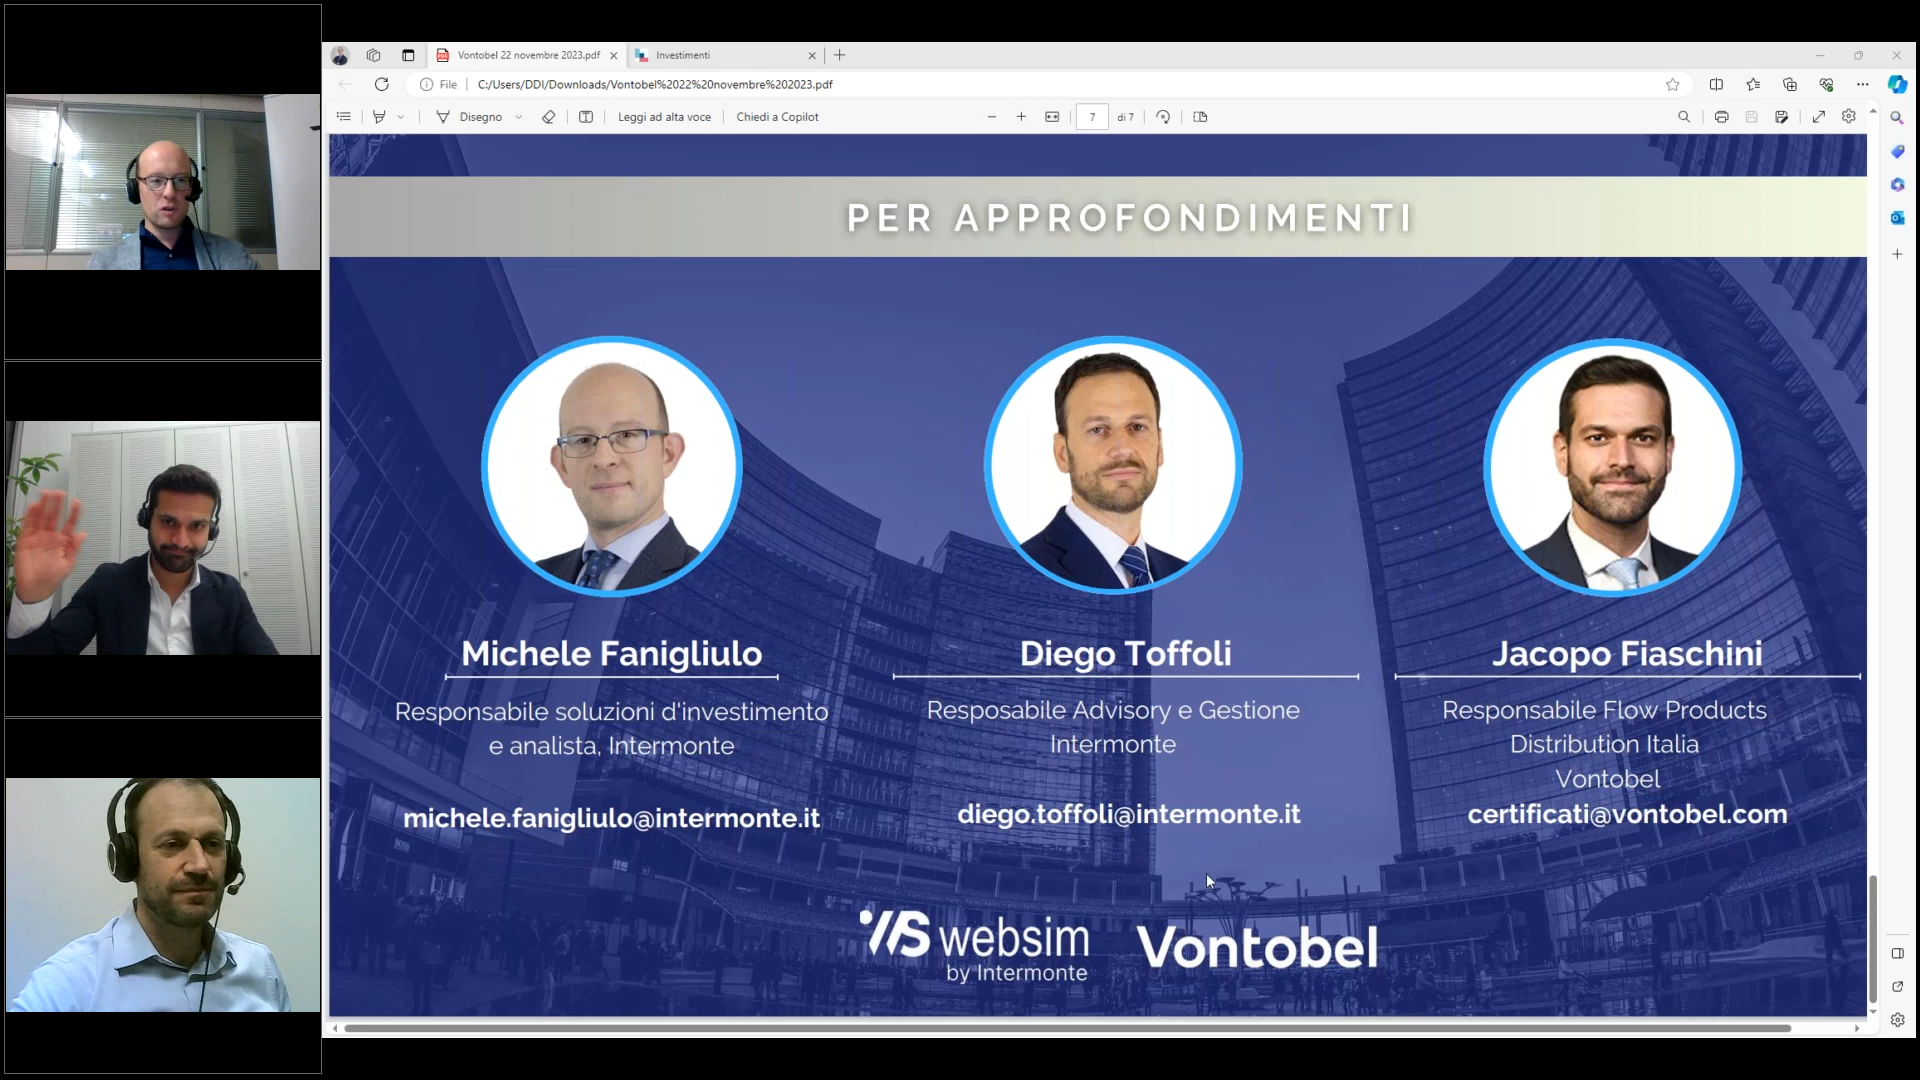 Vontobel 22 novembre 2023.pdf
Investimenti
File
C:/Users/DDI/Downloads/Vontobel%2022%20novembre%202023.pdf
Disegno
Leggi ad alta voce
Chiedi a Copilot
7
di 7
PER APPROFONDIMENTI
Michele Fanigliulo
Responsabile soluzioni d'investimento
e analista, Intermonte
michele.fanigliulo@intermonte.it
Diego Toffoli
Resposabile Advisory e Gestione
Intermonte
diego.toffoli@intermonte.it
Jacopo Fiaschini
Responsabile Flow Products
Distribution Italia
Vontobel
certificati@vontobel.com
websim
by Intermonte
Vontobel